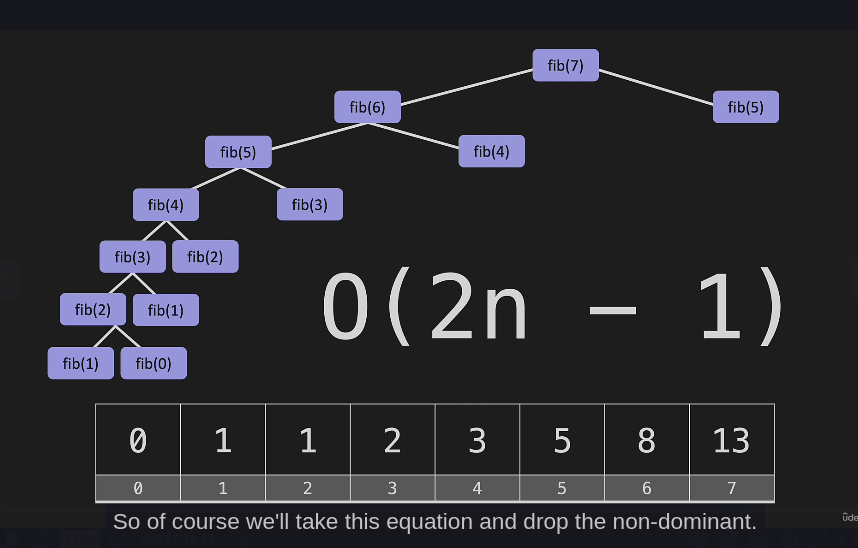 fib(7)
fib(6)
fib(5)
fib(5)
fib(4)
fib(4)
fib(3)
fib(3)
fib(2)
fib(2)
fib(1)
fib(1)
fib(0)
O(2n - 1)
0 1 1 2 3 5 8 13
0 1 2 3 4 5 6 7
So of course we'll take this equation and drop the non-dominant.